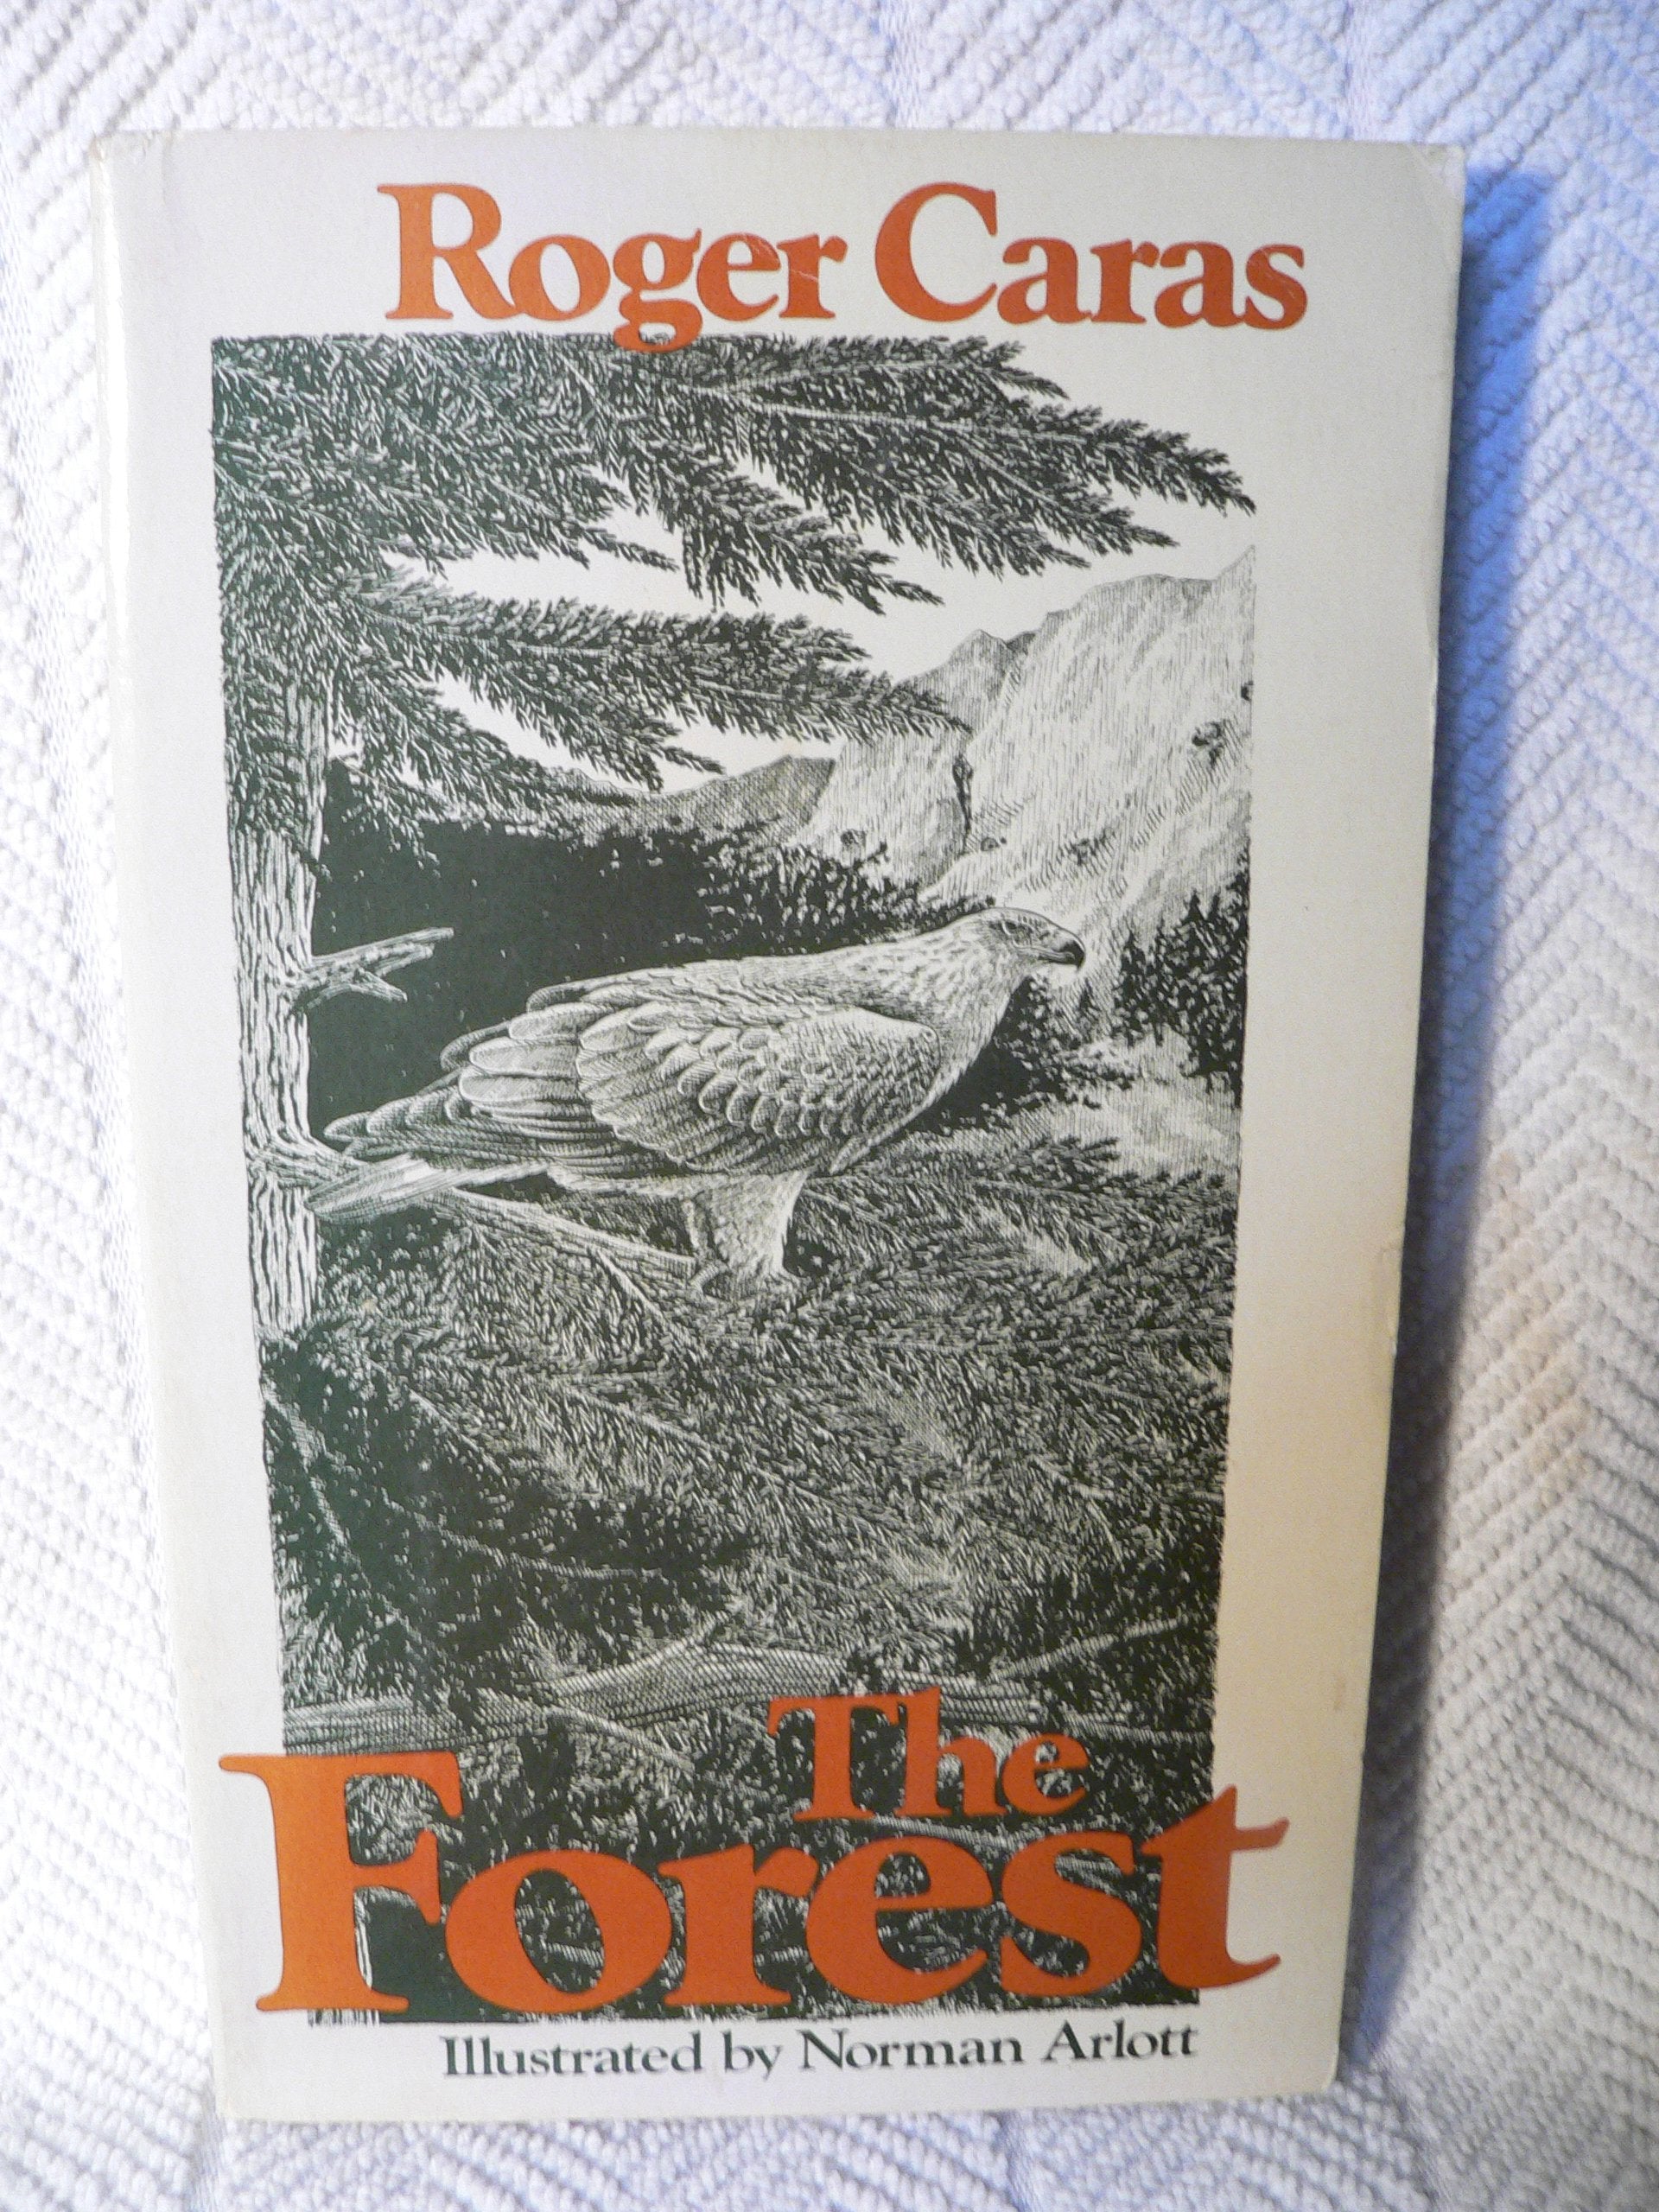 Roger Caras
The
Forest
Illustrated by Norman Arlott